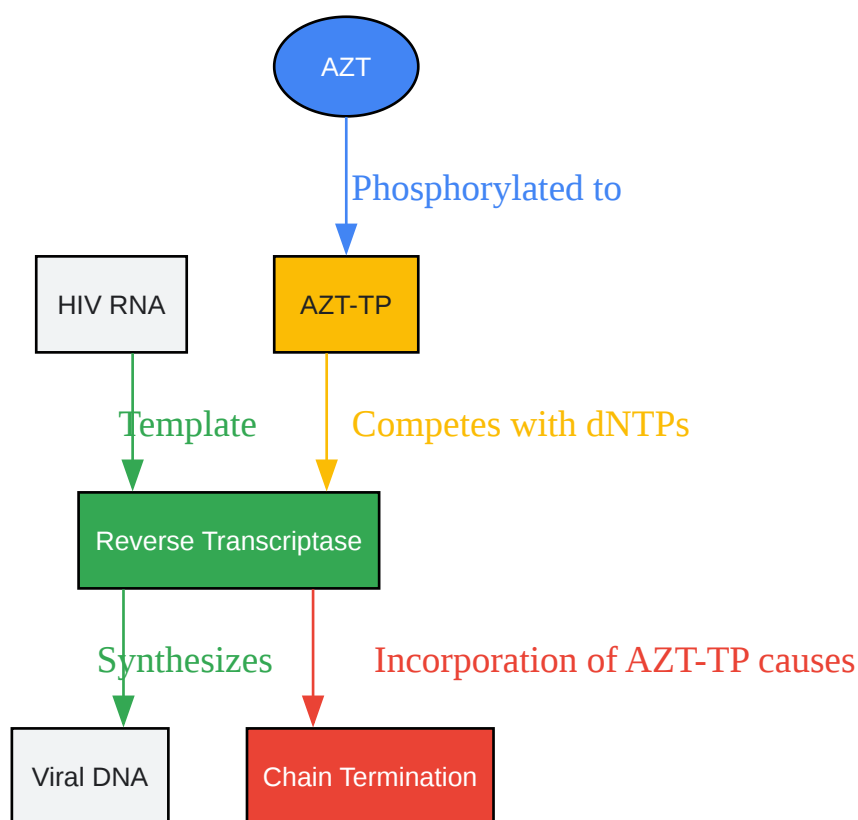 AZT
Phosphorylated to
HIV RNA
AZT-TP
Template
Competes with dNTPs
Reverse Transcriptase
Synthesizes
Incorporation of AZT-TP causes
Viral DNA
Chain Termination